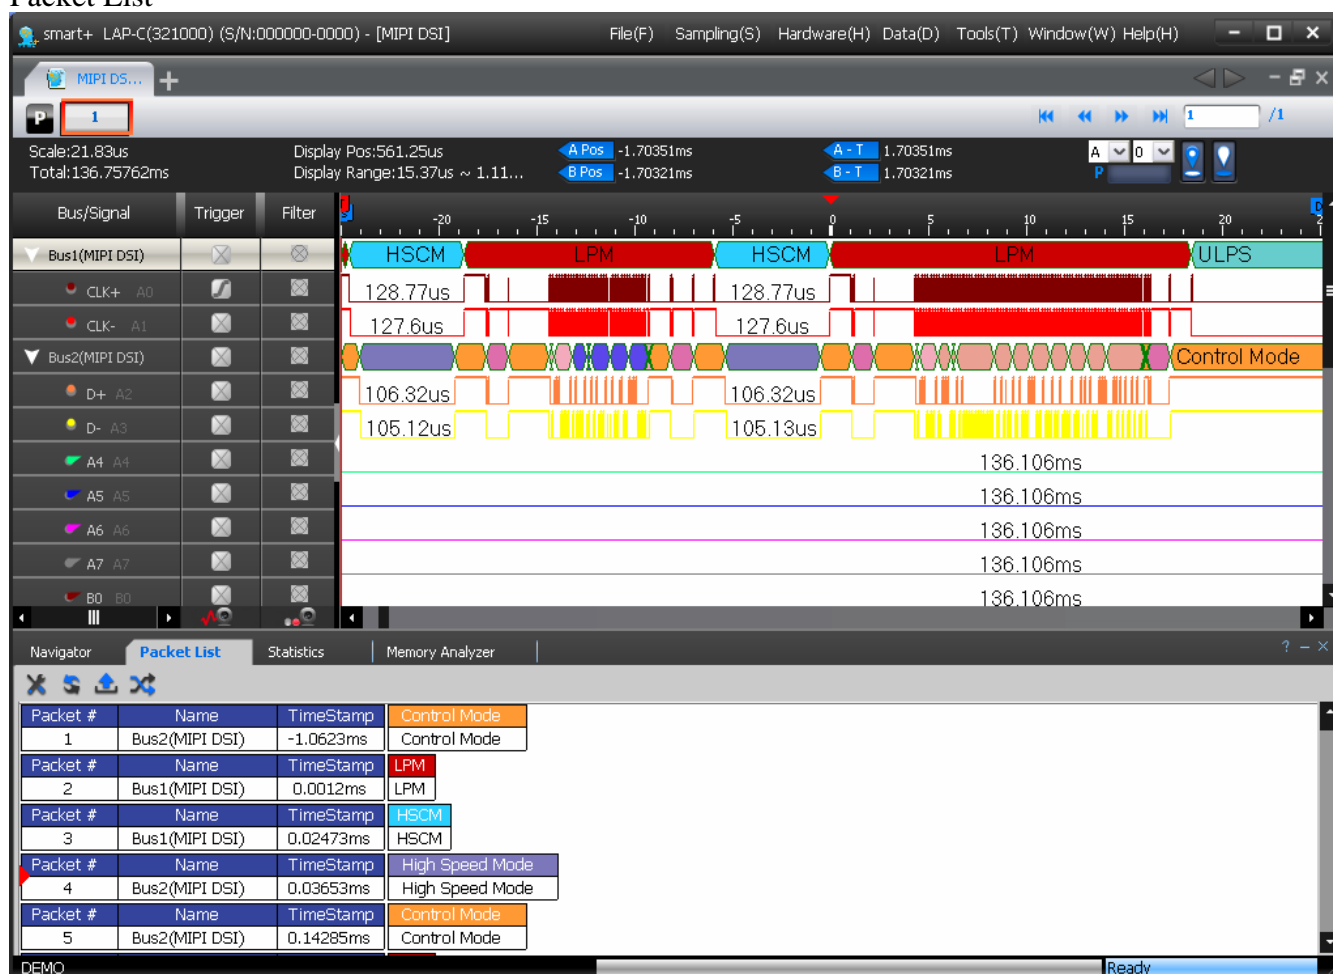 Packet List
smart+ LAP-C(321000) (S/N:000000-0000) - [MIPI DSI] File(F) Sampling(S) Hardware(H) Data(D) Tools(T) Window(W) Help(H)
MIPI DS...
P 1 1 /1
Scale:21.83us Display Pos:561.25us A Pos -1.70351ms A - T 1.70351ms A 0
Total:136.75762ms Display Range:15.37us ~ 1.11... B Pos -1.70321ms B - T 1.70321ms P
Bus/Signal Trigger Filter -20 -15 -10 -5 0 5 10 15 20
Bus1(MIPI DSI) HSCM LPM HSCM LPM ULPS
CLK+ A0 128.77us 128.77us
CLK- A1 127.6us 127.6us
Bus2(MIPI DSI) Control Mode
D+ A2 106.32us 106.32us
D- A3 105.12us 105.13us
A4 A4 136.106ms
A5 A5 136.106ms
A6 A6 136.106ms
A7 A7 136.106ms
B0 B0 136.106ms
Navigator Packet List Statistics Memory Analyzer
Packet # Name TimeStamp Control Mode
1 Bus2(MIPI DSI) -1.0623ms Control Mode
Packet # Name TimeStamp LPM
2 Bus1(MIPI DSI) 0.0012ms LPM
Packet # Name TimeStamp HSCM
3 Bus1(MIPI DSI) 0.02473ms HSCM
Packet # Name TimeStamp High Speed Mode
4 Bus2(MIPI DSI) 0.03653ms High Speed Mode
Packet # Name TimeStamp Control Mode
5 Bus2(MIPI DSI) 0.14285ms Control Mode
DEMO Ready